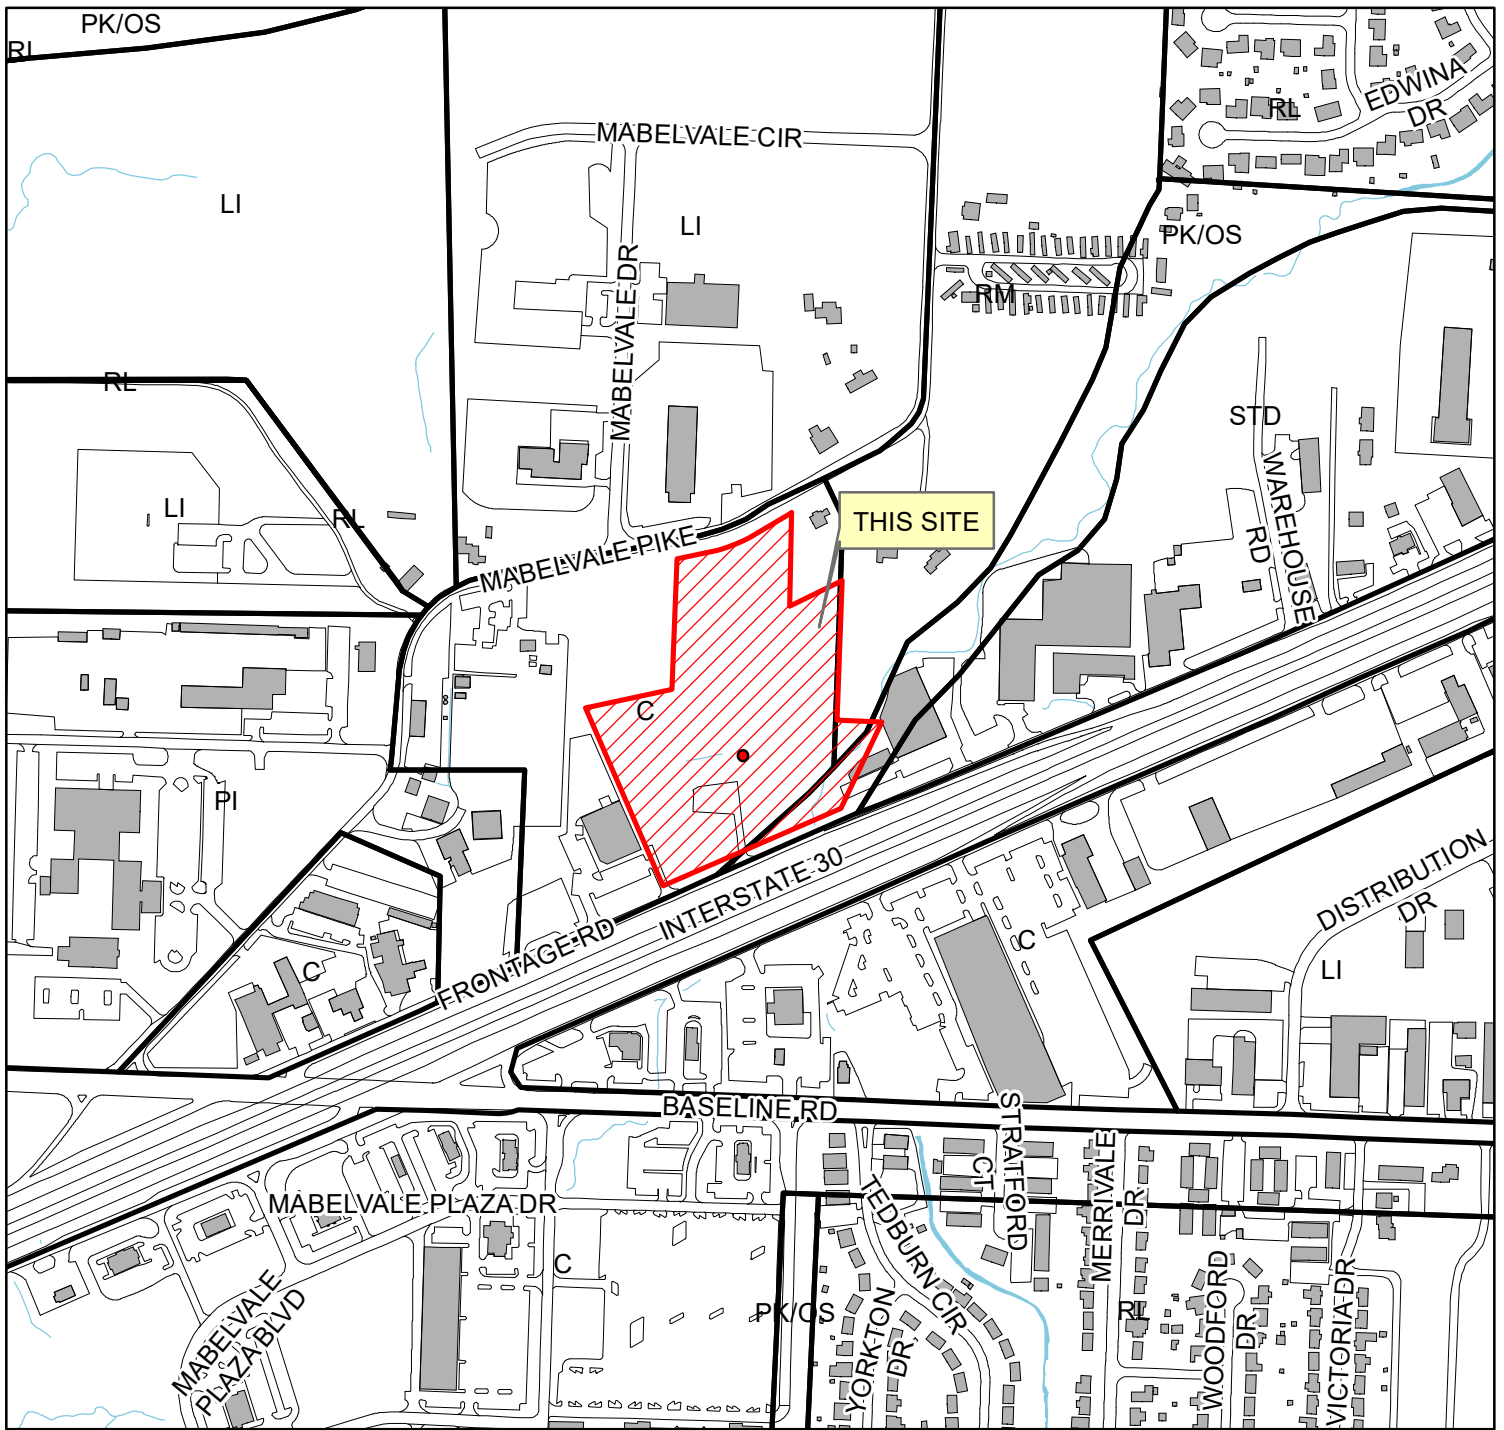 PK/OS
RL
EDWINA
DR
RL
MABELVALE CIR
LI
LI
PK/OS
MABELVALE DR
RM
RL
STD
WAREHOUSE
RD
LI
RL
THIS SITE
MABELVALE PIKE
C
PI
INTERSTATE 30
FRONTAGE RD
DISTRIBUTION
DR
C
C
LI
BASELINE RD
STRATFORD
CT
MERRIVALE
DR
MABELVALE PLAZA DR
TEDBURN CIR
C
MABELVALE
PLAZA BLVD
PK/OS
YORKTON
DR
RL
WOODFORD
DR
VICTORIA DR